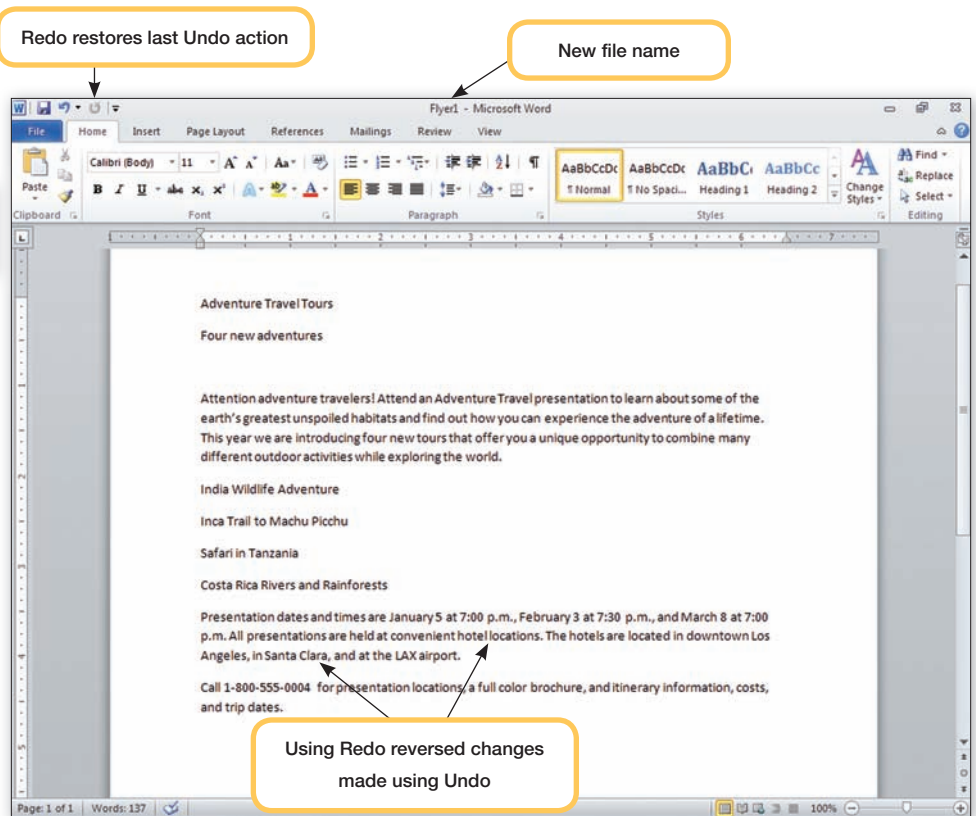 Redo restores last Undo action
New file name
Flyer1 - Microsoft Word
File Home Insert Page Layout References Mailings Review View
Calibri (Body) 11
AaBbCcDc AaBbCcDc AaBbC AaBbCc
Find
Replace
Select
Paste
¶ Normal ¶ No Spaci... Heading 1 Heading 2
Change Styles
Clipboard Font Paragraph Styles Editing
1 2 3 4 5 6 7
Adventure Travel Tours
Four new adventures
Attention adventure travelers! Attend an Adventure Travel presentation to learn about some of the
earth's greatest unspoiled habitats and find out how you can experience the adventure of a lifetime.
This year we are introducing four new tours that offer you a unique opportunity to combine many
different outdoor activities while exploring the world.
India Wildlife Adventure
Inca Trail to Machu Picchu
Safari in Tanzania
Costa Rica Rivers and Rainforests
Presentation dates and times are January 5 at 7:00 p.m., February 3 at 7:30 p.m., and March 8 at 7:00
p.m. All presentations are held at convenient hotel locations. The hotels are located in downtown Los
Angeles, in Santa Clara, and at the LAX airport.
Call 1-800-555-0004 for presentation locations, a full color brochure, and itinerary information, costs,
and trip dates.
Using Redo reversed changes
made using Undo
Page: 1 of 1 Words: 137 100%